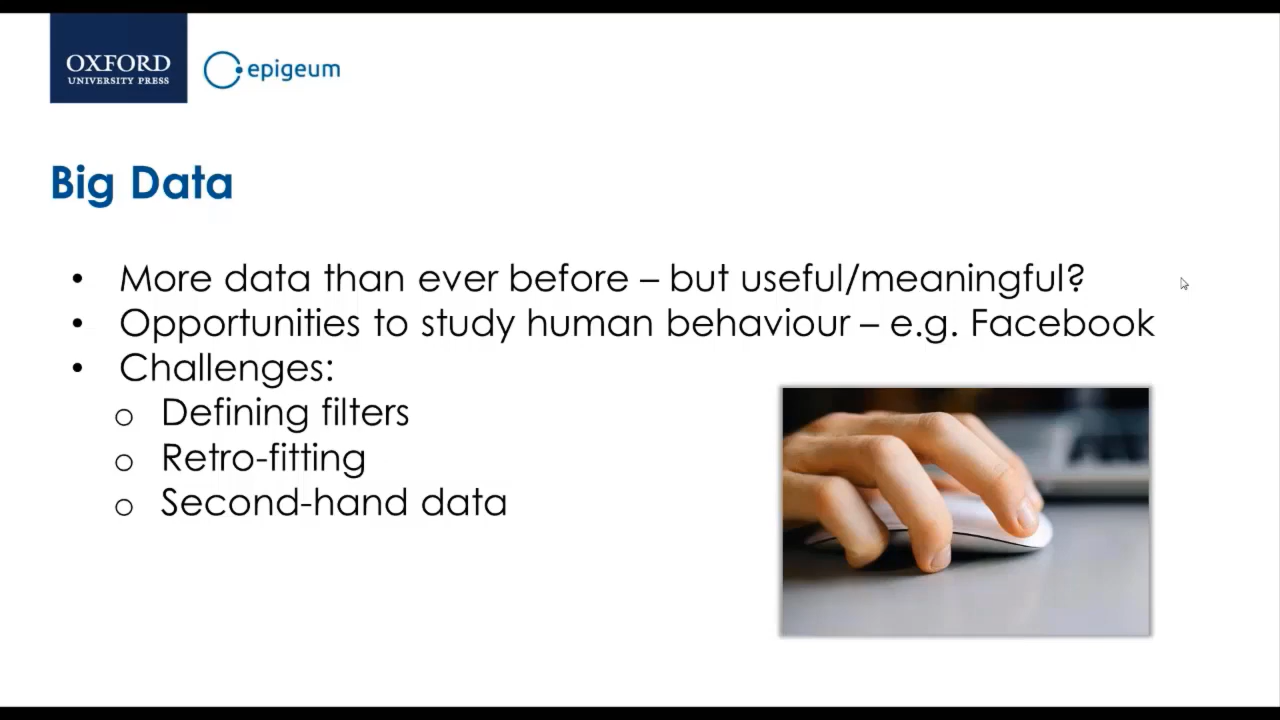 OXFORD
UNIVERSITY PRESS
epigeum
Big Data
• More data than ever before – but useful/meaningful?
• Opportunities to study human behaviour – e.g. Facebook
• Challenges:
o Defining filters
o Retro-fitting
o Second-hand data